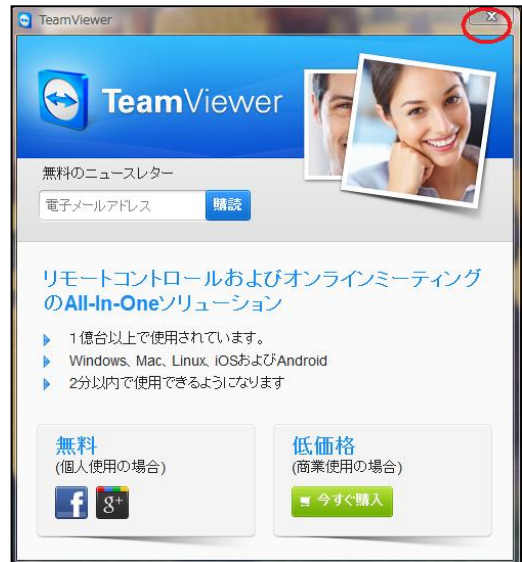 TeamViewer
TeamViewer
無料のニュースレター
電子メールアドレス
購読
リモートコントロールおよびオンラインミーティング
のAll-In-Oneソリューション
1億台以上で使用されています。
Windows、Mac、Linux、iOSおよびAndroid
2分以内で使用できるようになります
無料
(個人使用の場合)
f
g+
低価格
(商業使用の場合)
今すぐ購入